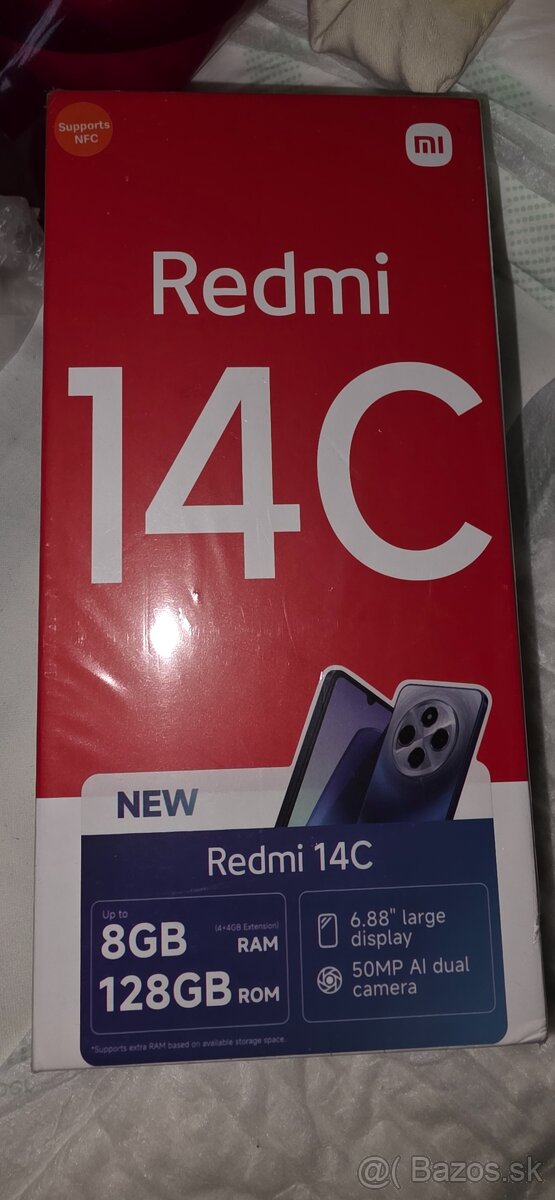 Supports
NFC
mi
Redmi
14C
NEW
Redmi 14C
Up to
8GB
(4+4GB Extension)
RAM
128GB ROM
6.88" large
display
50MP AI dual
camera
*Supports extra RAM based on available storage space.
@( Bazos.sk